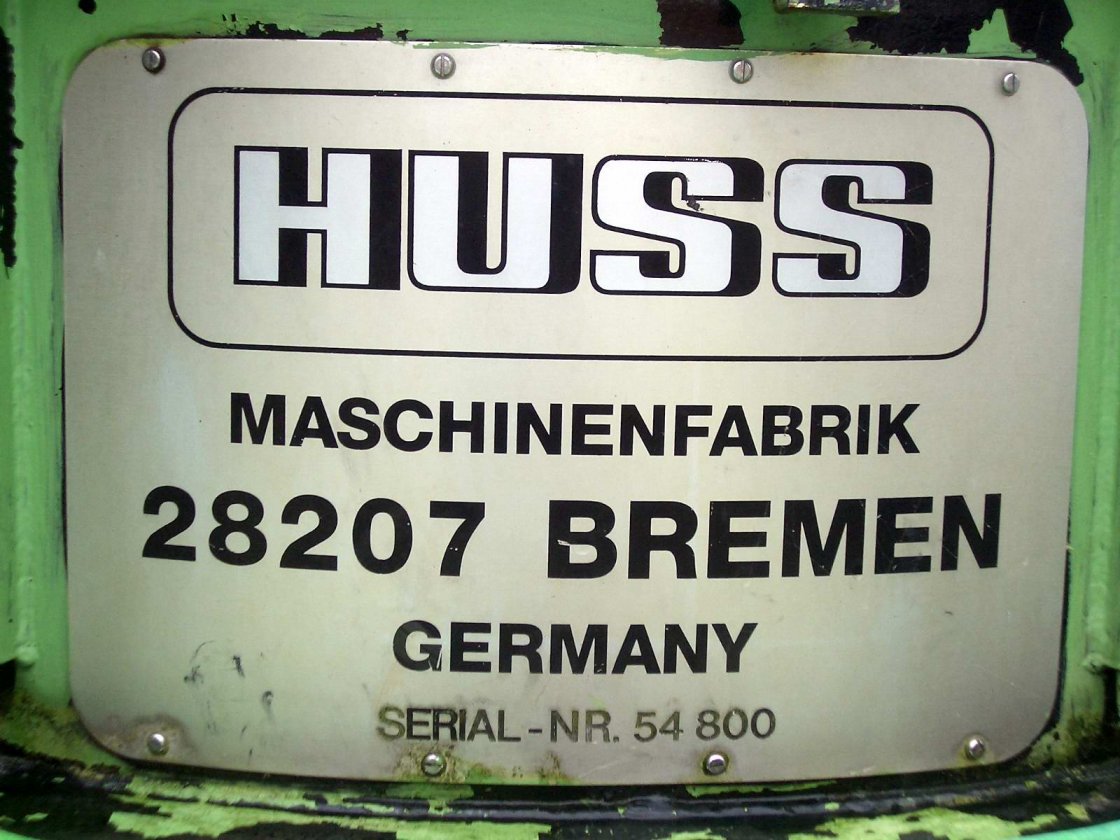 HUSS
MASCHINENFABRIK
28207 BREMEN
GERMANY
SERIAL-NR. 54 800